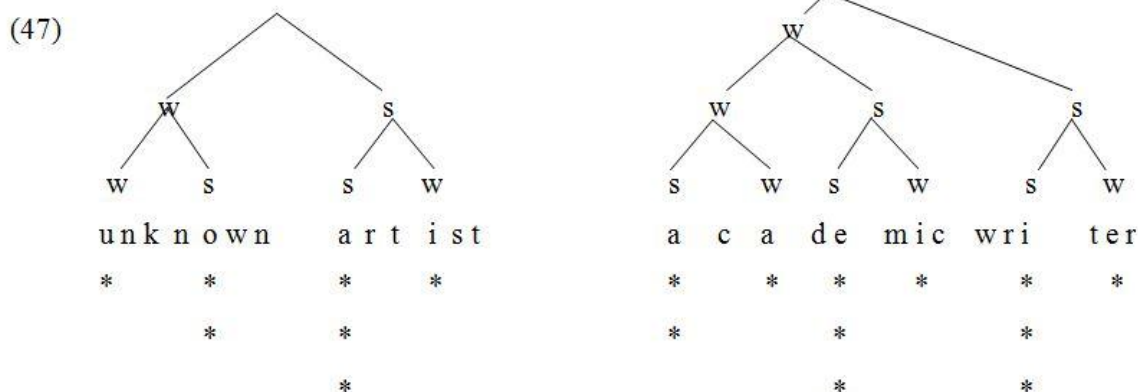 (47)
w
w s
w s
w s s w
s w s w s w
unknown artist
a c a de mic wri ter
* * * *
* * * * * *
* *
* * *
*
* *